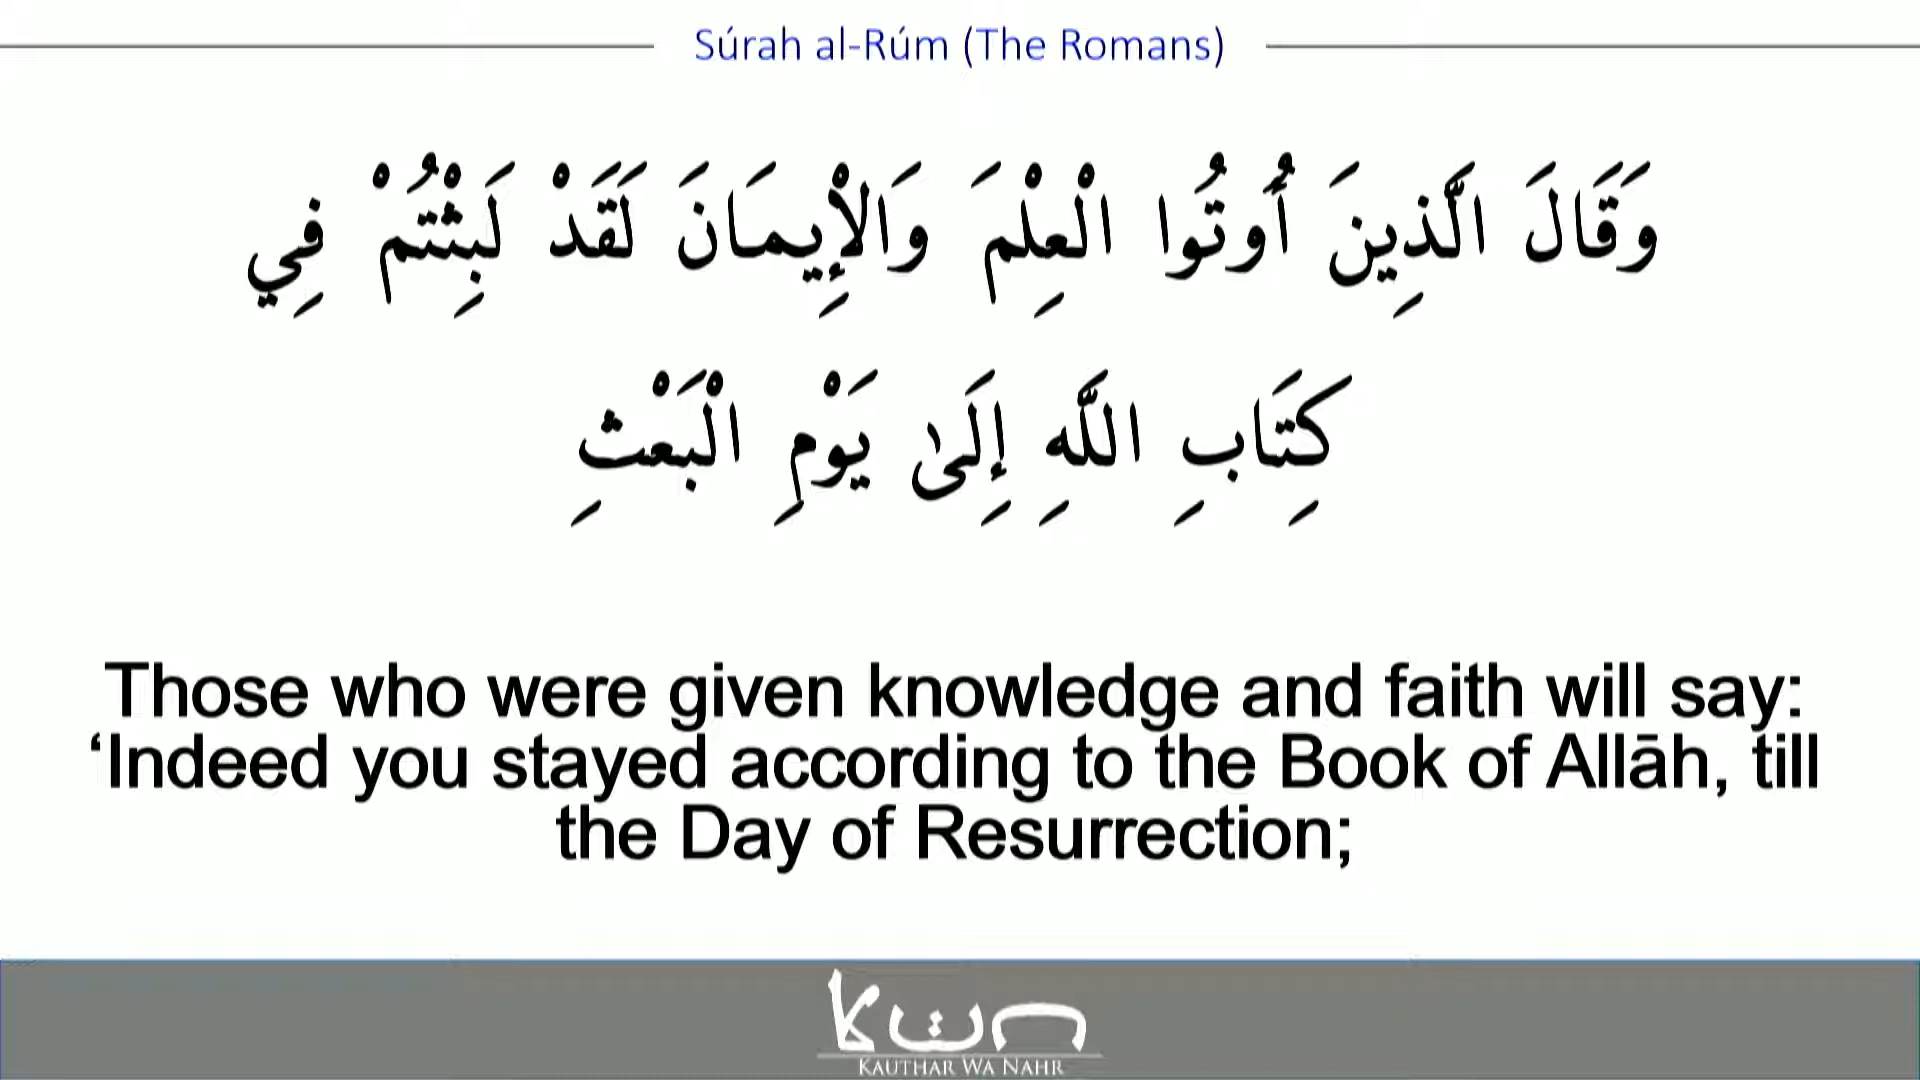 Súrah al-Rúm (The Romans)
وَقَالَ الَّذِينَ أُوتُوا الْعِلْمَ وَالْإِيمَانَ لَقَدْ لَبِثْتُمْ فِي
كِتَابِ اللَّهِ إِلَىٰ يَوْمِ الْبَعْثِ
Those who were given knowledge and faith will say:
‘Indeed you stayed according to the Book of Allāh, till
the Day of Resurrection;
KAUTHAR WA NAHR